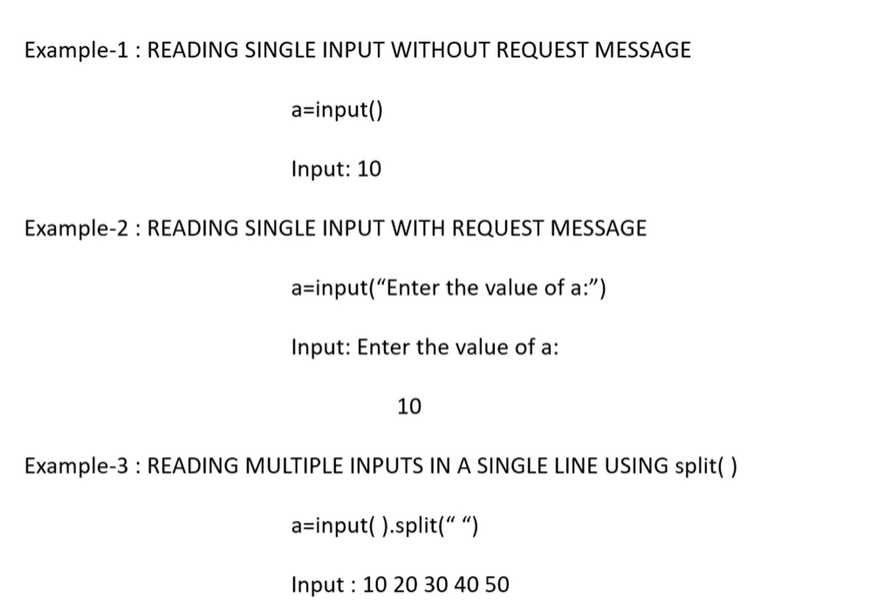 Example-1 : READING SINGLE INPUT WITHOUT REQUEST MESSAGE
a=input()
Input: 10
Example-2 : READING SINGLE INPUT WITH REQUEST MESSAGE
a=input(“Enter the value of a:”)
Input: Enter the value of a:
10
Example-3 : READING MULTIPLE INPUTS IN A SINGLE LINE USING split( )
a=input( ).split(“ “)
Input : 10 20 30 40 50